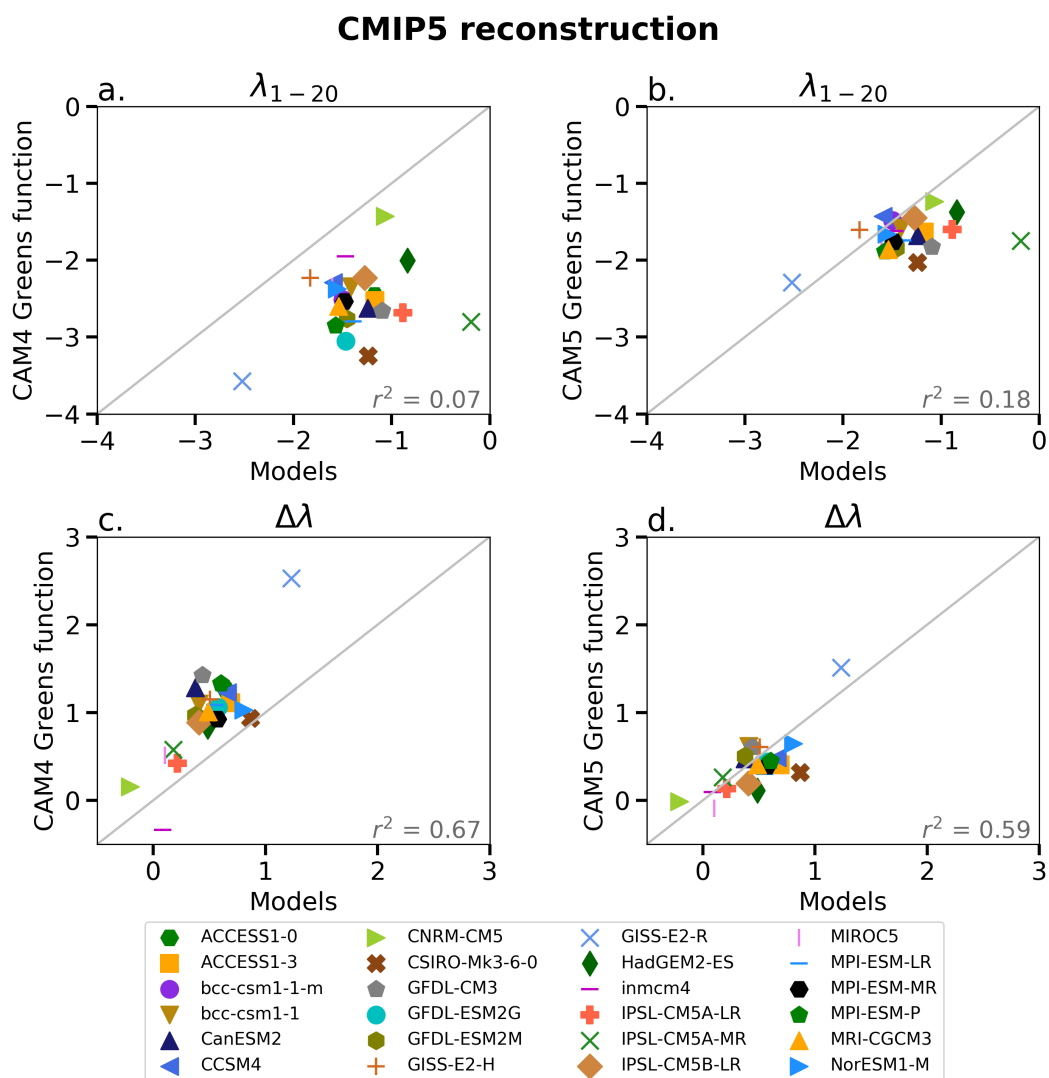 CMIP5 reconstruction
a. λ1−20
CAM4 Greens function
0
−1
−2
−3
−4
r² = 0.07
−4 −3 −2 −1 0
Models
b. λ1−20
CAM5 Greens function
0
−1
−2
−3
−4
r² = 0.18
−4 −3 −2 −1 0
Models
c. Δλ
CAM4 Greens function
3
2
1
0
r² = 0.67
0 1 2 3
Models
d. Δλ
CAM5 Greens function
3
2
1
0
r² = 0.59
0 1 2 3
Models
ACCESS1-0
ACCESS1-3
bcc-csm1-1-m
bcc-csm1-1
CanESM2
CCSM4
CNRM-CM5
CSIRO-Mk3-6-0
GFDL-CM3
GFDL-ESM2G
GFDL-ESM2M
GISS-E2-H
GISS-E2-R
HadGEM2-ES
inmcm4
IPSL-CM5A-LR
IPSL-CM5A-MR
IPSL-CM5B-LR
MIROC5
MPI-ESM-LR
MPI-ESM-MR
MPI-ESM-P
MRI-CGCM3
NorESM1-M